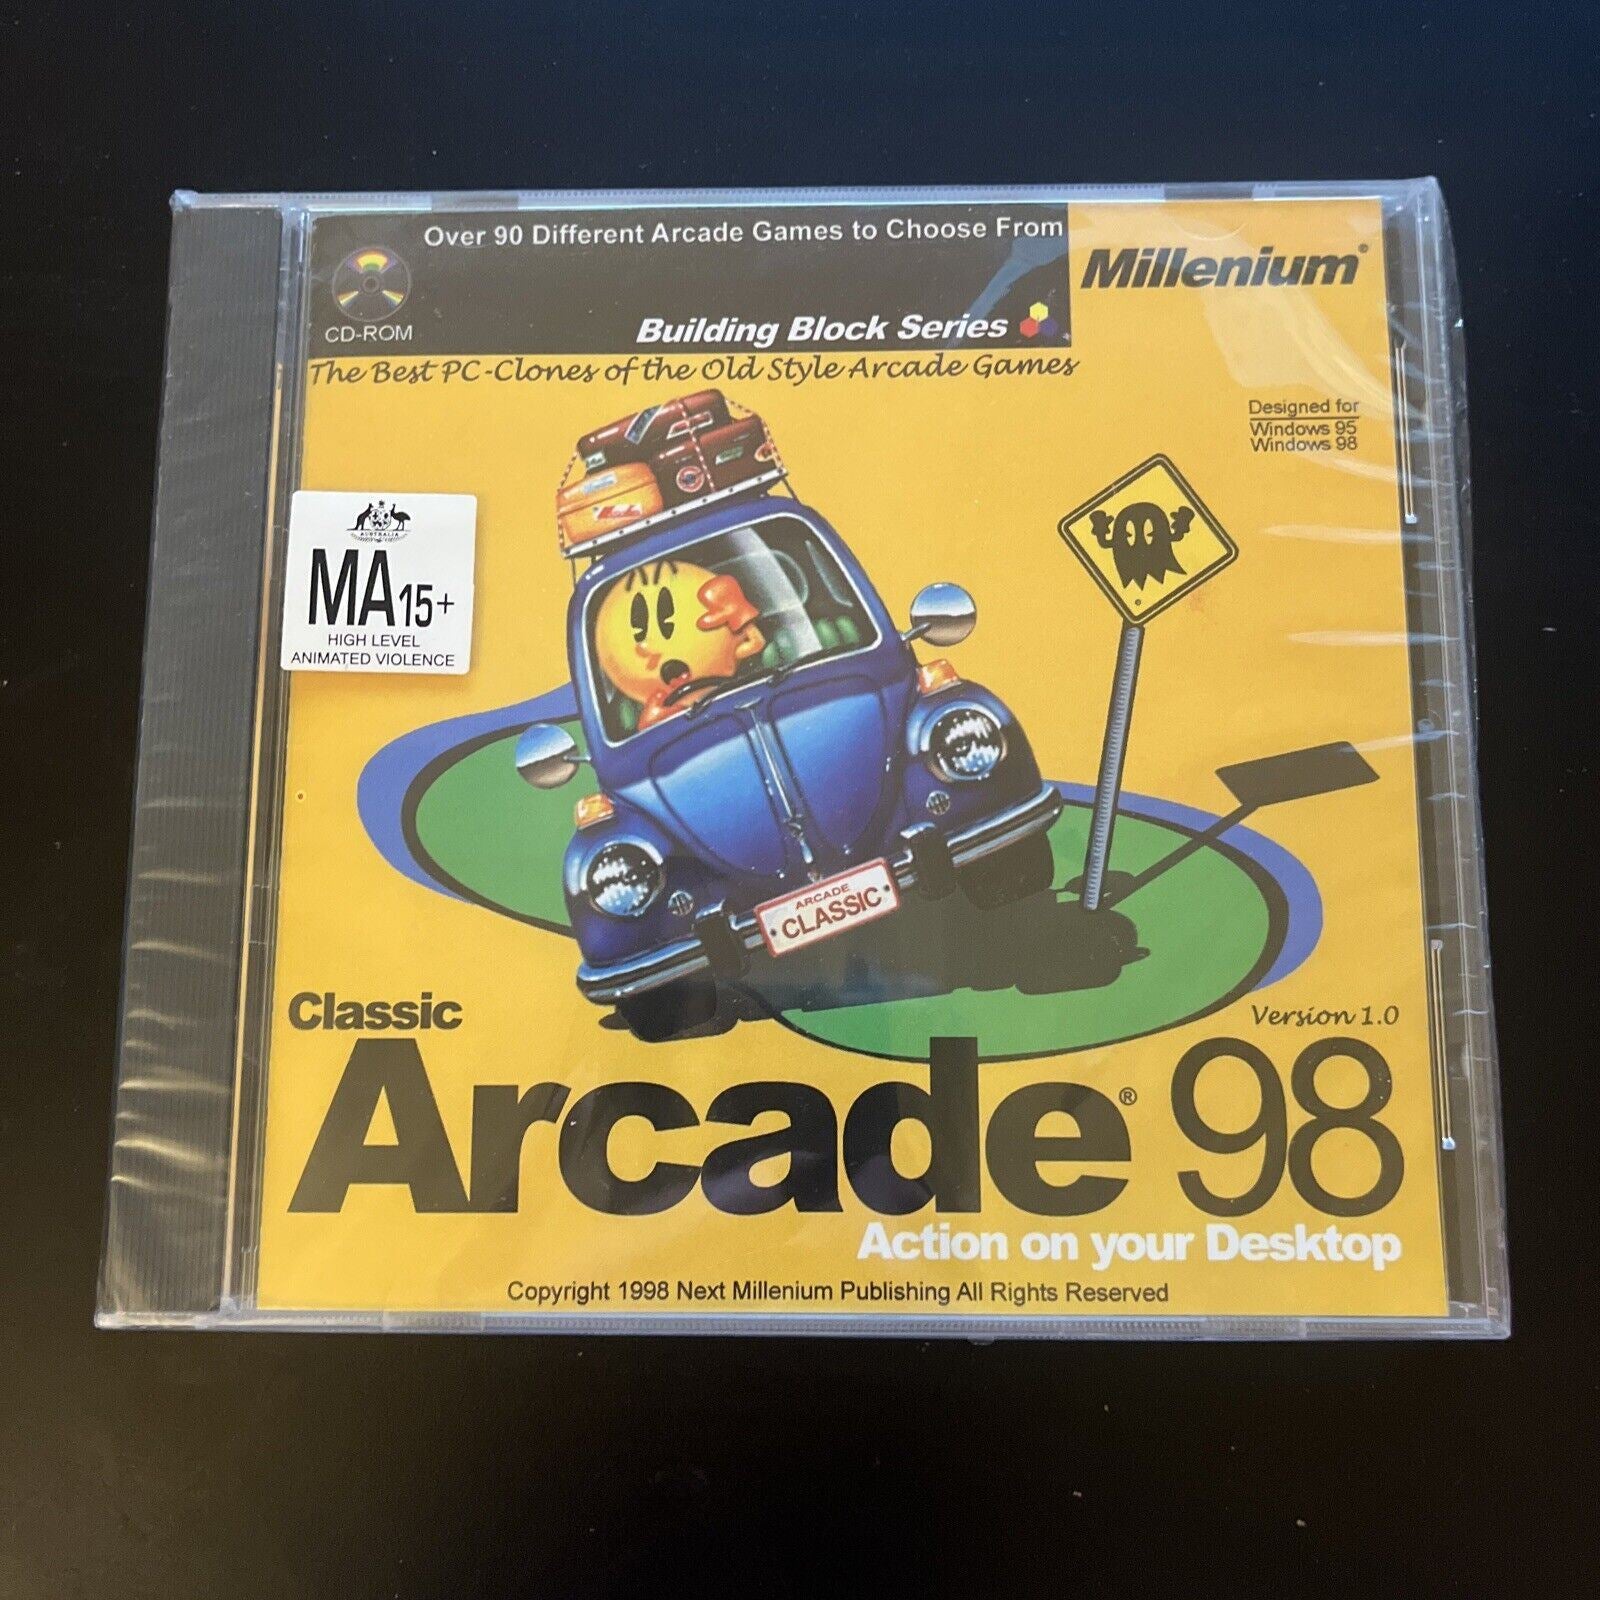 Over 90 Different Arcade Games to Choose From
Millenium®
CD-ROM
Building Block Series
The Best PC-Clones of the Old Style Arcade Games
Designed for
Windows 95
Windows 98
AUSTRALIA
MA15+
HIGH LEVEL
ANIMATED VIOLENCE
ARCADE
CLASSIC
Classic
Version 1.0
Arcade® 98
Action on your Desktop
Copyright 1998 Next Millenium Publishing All Rights Reserved